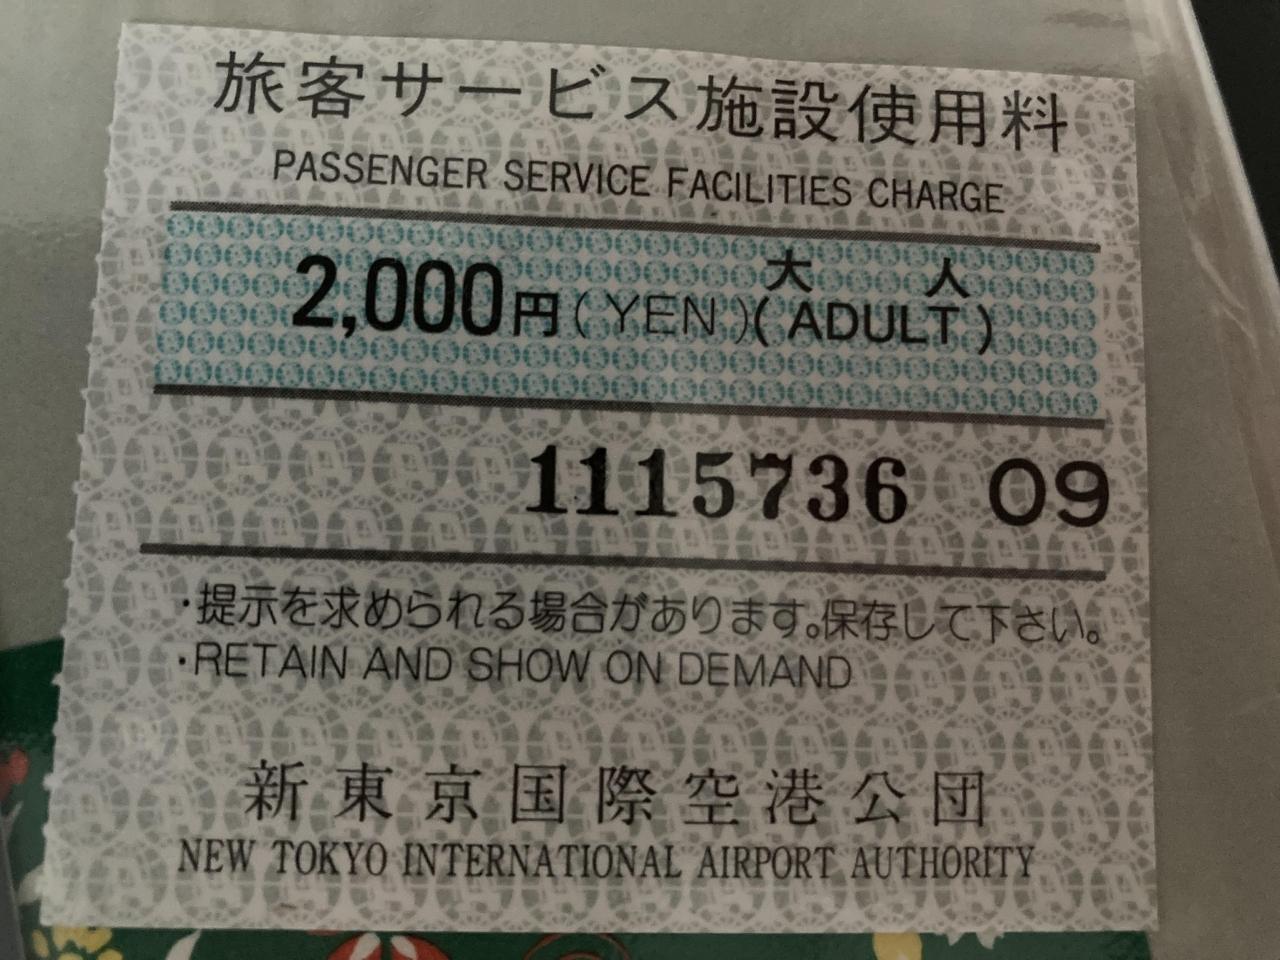 旅客サービス施設使用料
PASSENGER SERVICE FACILITIES CHARGE
2,000円(YEN)(大人 ADULT)
1115736 09
・提示を求められる場合があります。保存して下さい。
・RETAIN AND SHOW ON DEMAND
新東京国際空港公団
NEW TOKYO INTERNATIONAL AIRPORT AUTHORITY